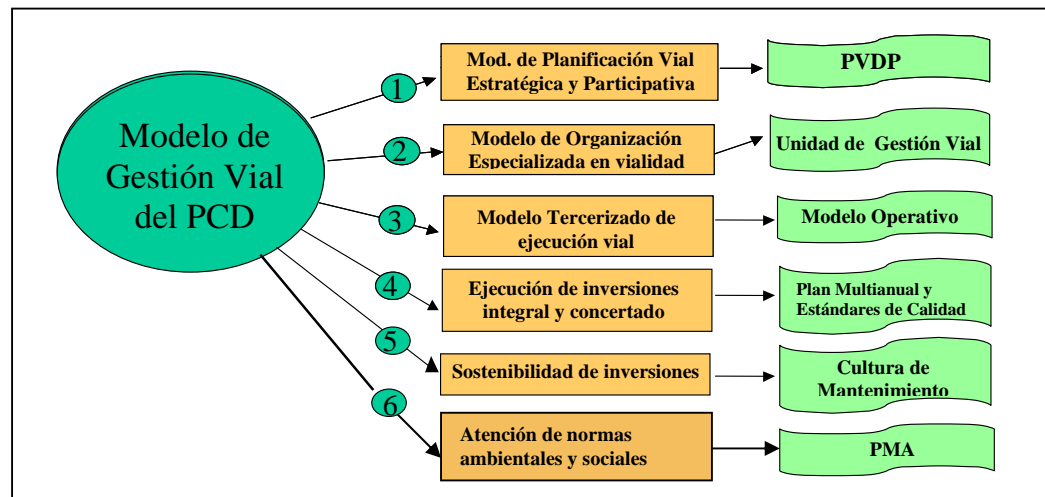 Modelo de
Gestión Vial
del PCD
1
Mod. de Planificación Vial
Estratégica y Participativa
PVDP
2
Modelo de Organización
Especializada en vialidad
Unidad de Gestión Vial
3
Modelo Tercerizado de
ejecución vial
Modelo Operativo
4
Ejecución de inversiones
integral y concertado
Plan Multianual y
Estándares de Calidad
5
Sostenibilidad de inversiones
Cultura de
Mantenimiento
6
Atención de normas
ambientales y sociales
PMA